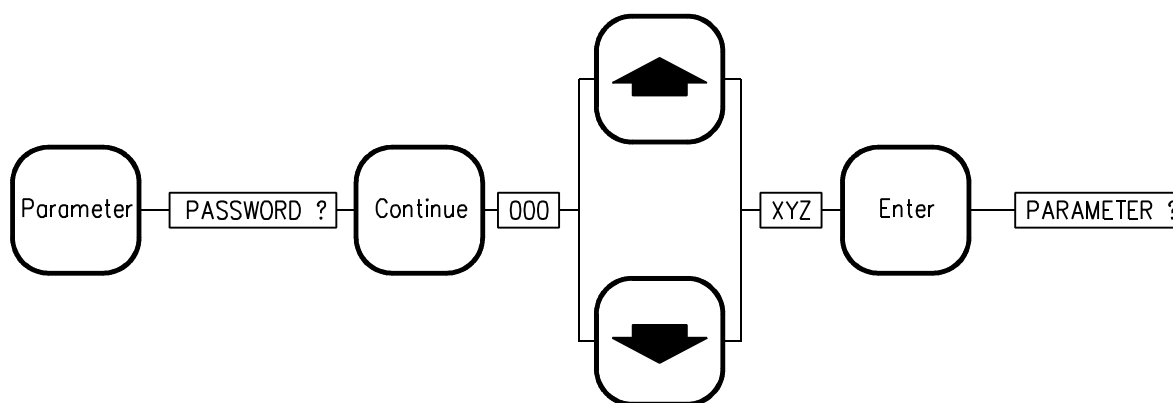 Parameter
PASSWORD ?
Continue
000
XYZ
Enter
PARAMETER ?